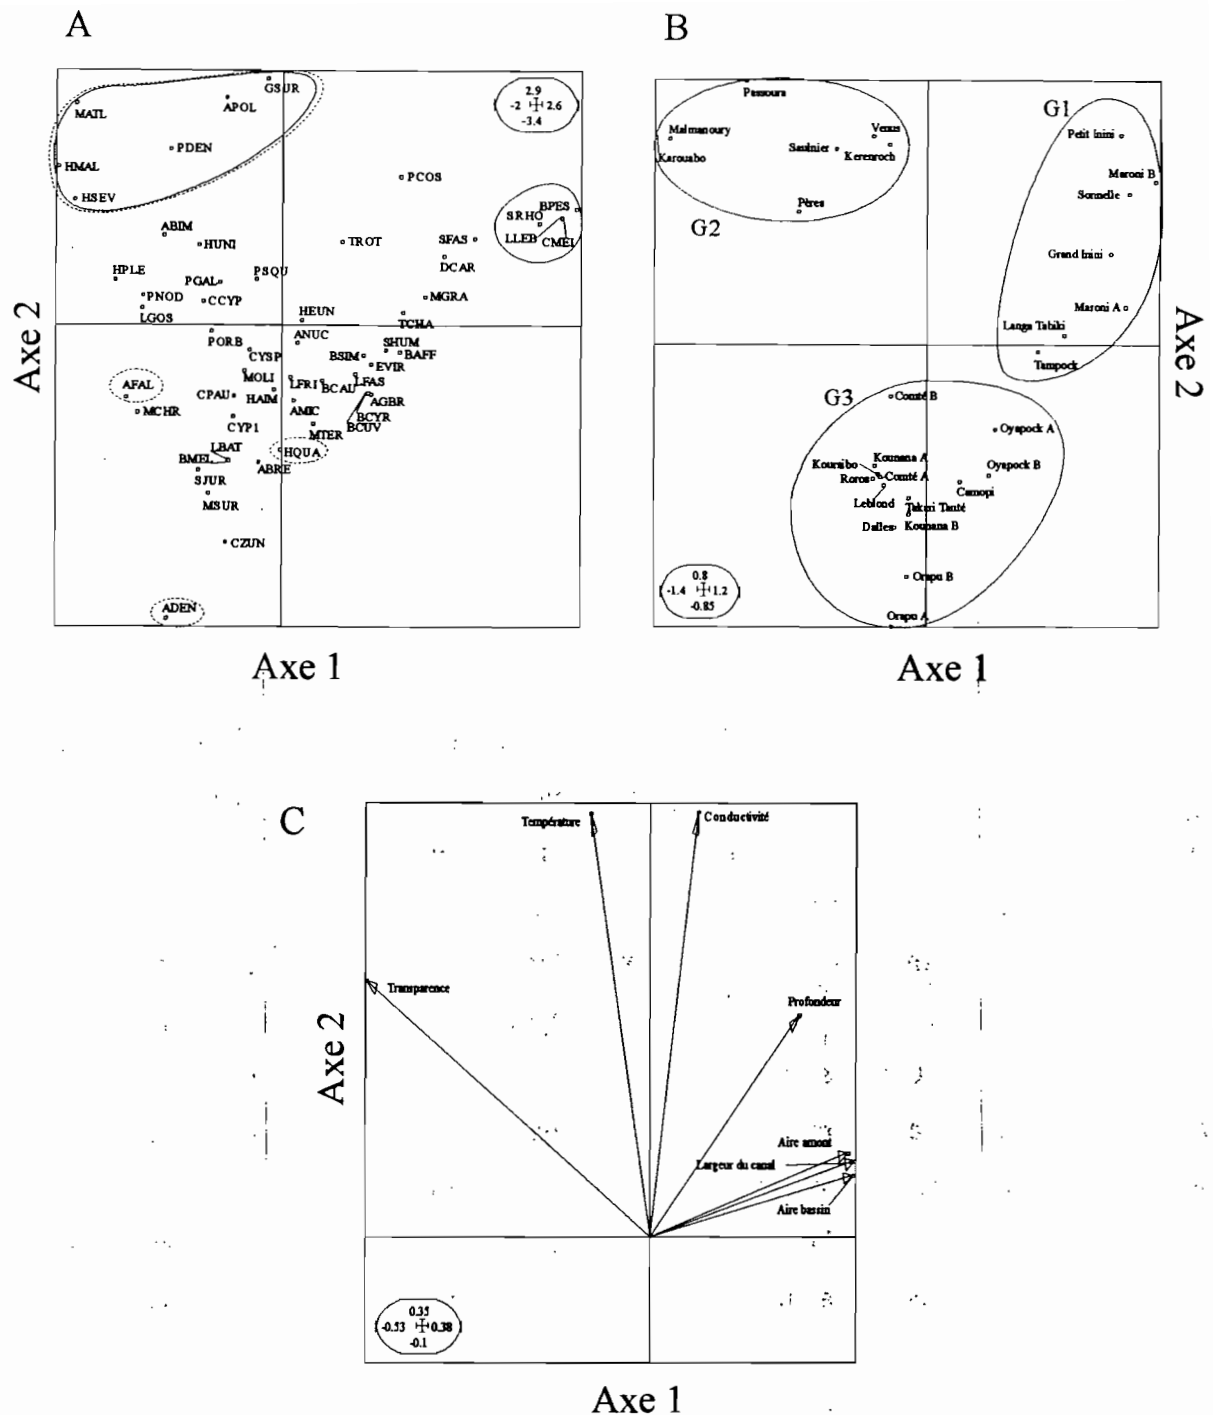 A
GSUR
MATL
APOL
2.9
-2 2.6
-3.4
PDEN
HMAL
PCOS
HSEV
BPES
SRHO
ABIM
LLEB
CMEI
HUNI
TROT
SFAS
DCAR
HPLE
PGAL
PSQU
PNOD
CCYP
MGRA
LGOS
HEUN
TCHA
PORB
ANUC
SHUM
CYSP
BSIM
BAFF
EVIR
MOLI
AFAL
LFRI
BCAU
LFAS
CPAU
HAIM
AGBR
MCHR
AMIC
BCYR
CYP1
BCUV
MTER
LBAT
HQUA
BMEL
ABRE
SJUR
MSUR
CZUN
ADEN
Axe 2
Axe 1
B
Passoura
G1
Malmanoury
Venus
Petit Inini
Saulnier
Karouabo
Kerenroch
Maroni B
Sonnelle
Pères
G2
Grand Inini
Maroni A
Langa Tabiki
Tampock
G3
Comté B
Oyapock A
Kounana A
Kouraibo
Oyapock B
Roros
Comté A
Camopi
Leblond
Takari Tanté
Dalles
Kounana B
0.8
-1.4 1.2
-0.85
Orapu B
Orapu A
Axe 2
Axe 1
C
Température
Conductivité
Transparence
Profondeur
Aire amont
Largeur du canal
Aire bassin
0.35
-0.53 0.38
-0.1
Axe 2
Axe 1